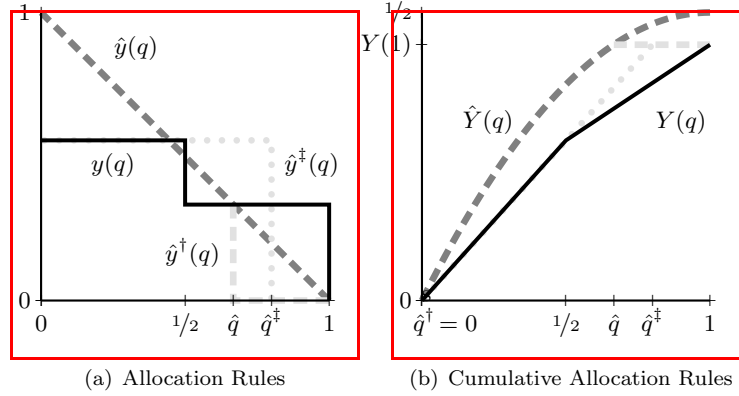 1
ŷ(q)
y(q)
ŷ‡(q)
ŷ†(q)
0
0
1/2
q̂
q̂‡
1
(a) Allocation Rules
1/2
Y(1)
Ŷ(q)
Y(q)
0
q̂† = 0
1/2
q̂
q̂‡
1
(b) Cumulative Allocation Rules